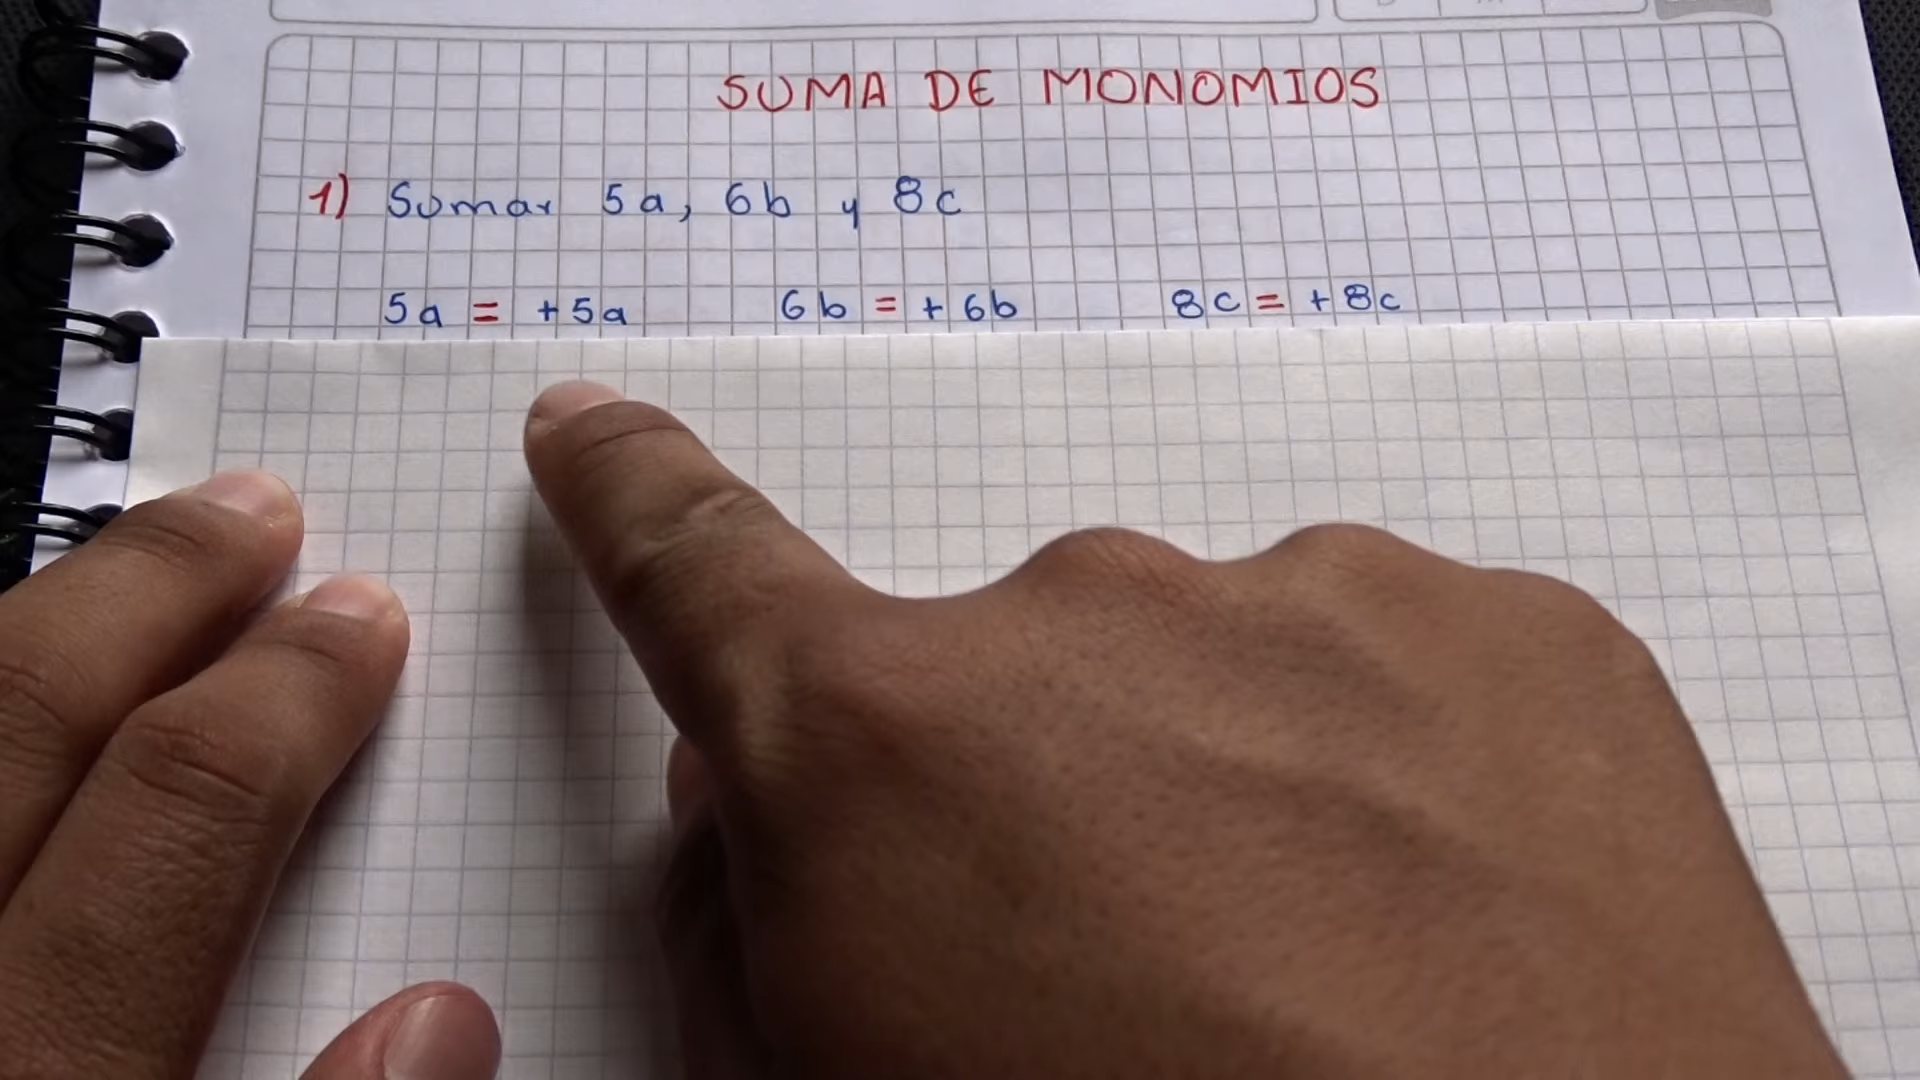 SUMA DE MONOMIOS
1) Sumar 5a, 6b y 8c
5a = +5a 6b = +6b 8c = +8c